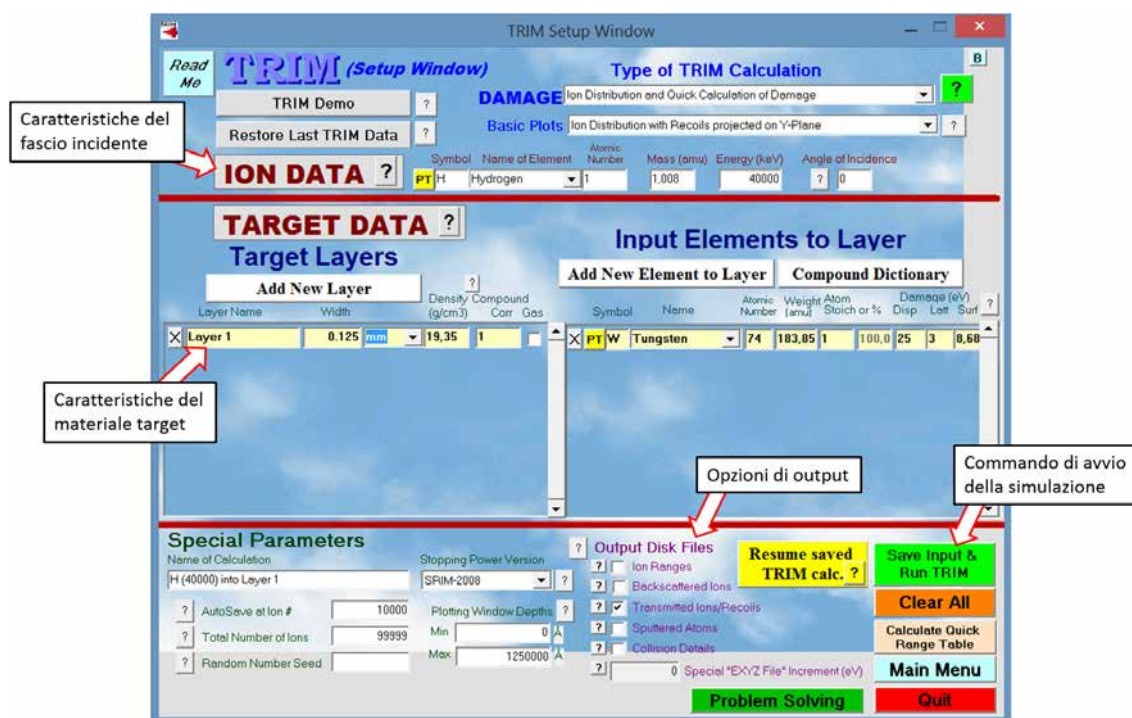 TRIM Setup Window
Read
Me
TRIM (Setup Window)
Type of TRIM Calculation
B
TRIM Demo ?
DAMAGE Ion Distribution and Quick Calculation of Damage ?
Restore Last TRIM Data ?
Basic Plots Ion Distribution with Recoils projected on Y-Plane ?
Caratteristiche del
fascio incidente
ION DATA ?
Symbol Name of Element Atomic Number Mass (amu) Energy (keV) Angle of Incidence
PT H Hydrogen 1 1,008 40000 ? 0
TARGET DATA ?
Target Layers
Input Elements to Layer
Add New Layer
Add New Element to Layer Compound Dictionary
?
Layer Name Width Density (g/cm3) Compound Corr Gas
Symbol Name Atomic Number Weight (amu) Atom Stoich or % Damage (eV) Disp Latt Surf ?
X Layer 1 0.125 mm 19,35 1
X PT W Tungsten 74 183,85 1 100,0 25 3 8,68
Caratteristiche del
materiale target
Opzioni di output
Commando di avvio
della simulazione
Special Parameters
Name of Calculation
Stopping Power Version
H (40000) into Layer 1
SRIM-2008 ?
? AutoSave at Ion # 10000
? Total Number of Ions 99999
? Random Number Seed
Plotting Window Depths ?
Min 0 Å
Max 1250000 Å
? Output Disk Files
? Ion Ranges
? Backscattered Ions
? Transmitted Ions/Recoils
? Sputtered Atoms
? Collision Details
? 0 Special "EXYZ File" Increment (eV)
Resume saved
TRIM calc. ?
Save Input &
Run TRIM
Clear All
Calculate Quick
Range Table
Main Menu
Problem Solving
Quit